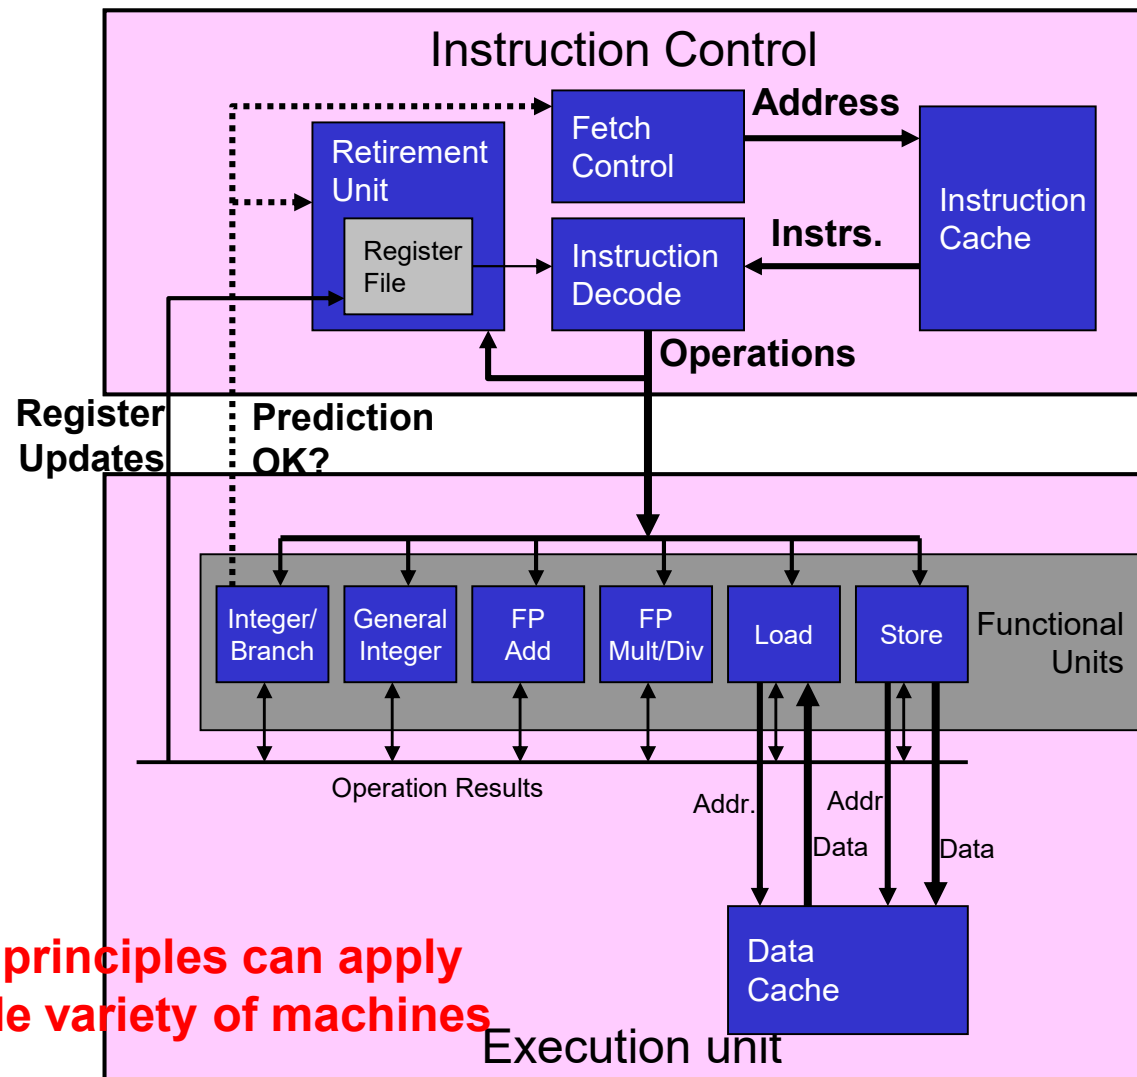 Instruction Control
Address
Fetch
Control
Retirement
Unit
Instruction
Cache
Register
File
Instrs.
Instruction
Decode
Operations
Register
Updates
Prediction
OK?
Integer/
Branch
General
Integer
FP
Add
FP
Mult/Div
Load
Store
Functional
Units
Operation Results
Addr.
Addr
Data
Data
Data
Cache
principles can apply
variety of machines
Execution unit